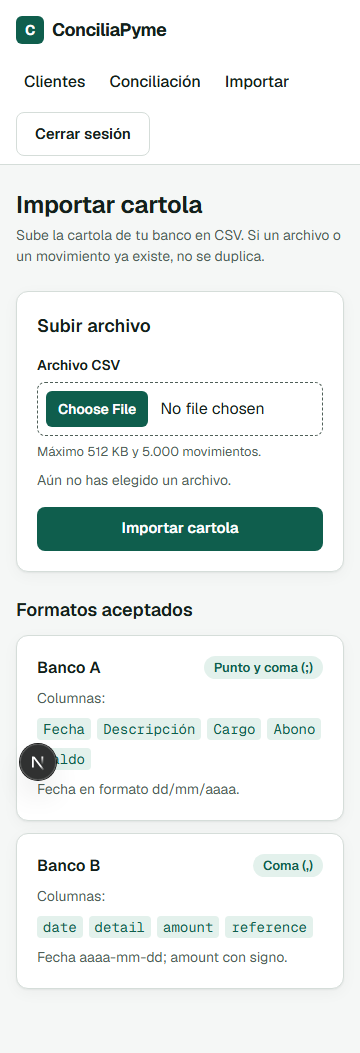 C ConciliaPyme
Clientes Conciliación Importar
Cerrar sesión
Importar cartola
Sube la cartola de tu banco en CSV. Si un archivo o
un movimiento ya existe, no se duplica.
Subir archivo
Archivo CSV
Choose File No file chosen
Máximo 512 KB y 5.000 movimientos.
Aún no has elegido un archivo.
Importar cartola
Formatos aceptados
Banco A Punto y coma (;)
Columnas:
Fecha Descripción Cargo Abono
N
Fecha en formato dd/mm/aaaa.
Banco B Coma (,)
Columnas:
date detail amount reference
Fecha aaaa-mm-dd; amount con signo.